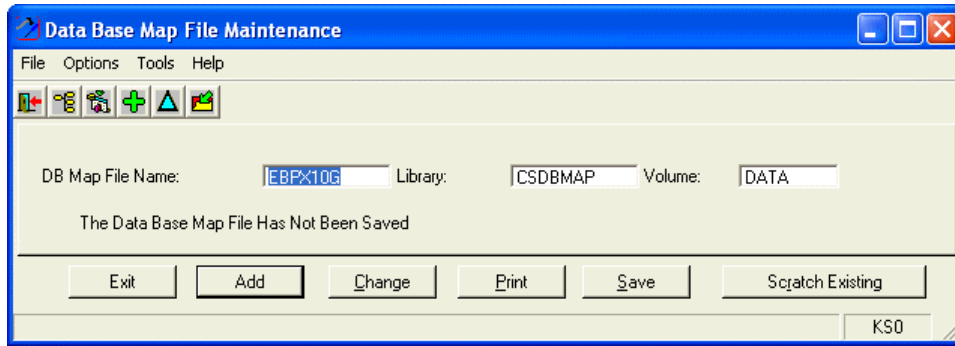 Data Base Map File Maintenance
File Options Tools Help
DB Map File Name: EBPX10G Library: CSDBMAP Volume: DATA
The Data Base Map File Has Not Been Saved
Exit Add Change Print Save Scratch Existing
KS0